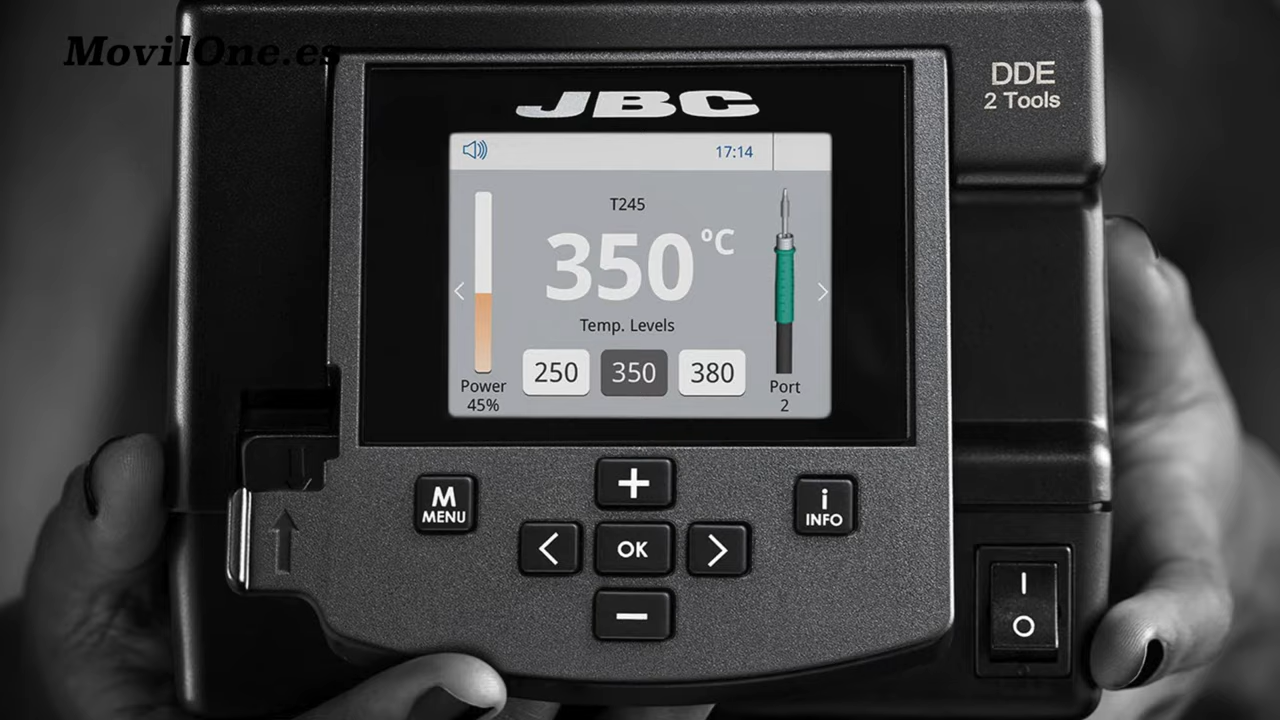 MovilOne.es
DDE
2 Tools
JBC
17:14
T245
350 ºC
Temp. Levels
250 350 380
Power
45%
Port
2
M
MENU
+
i
INFO
< OK >
−
I
O